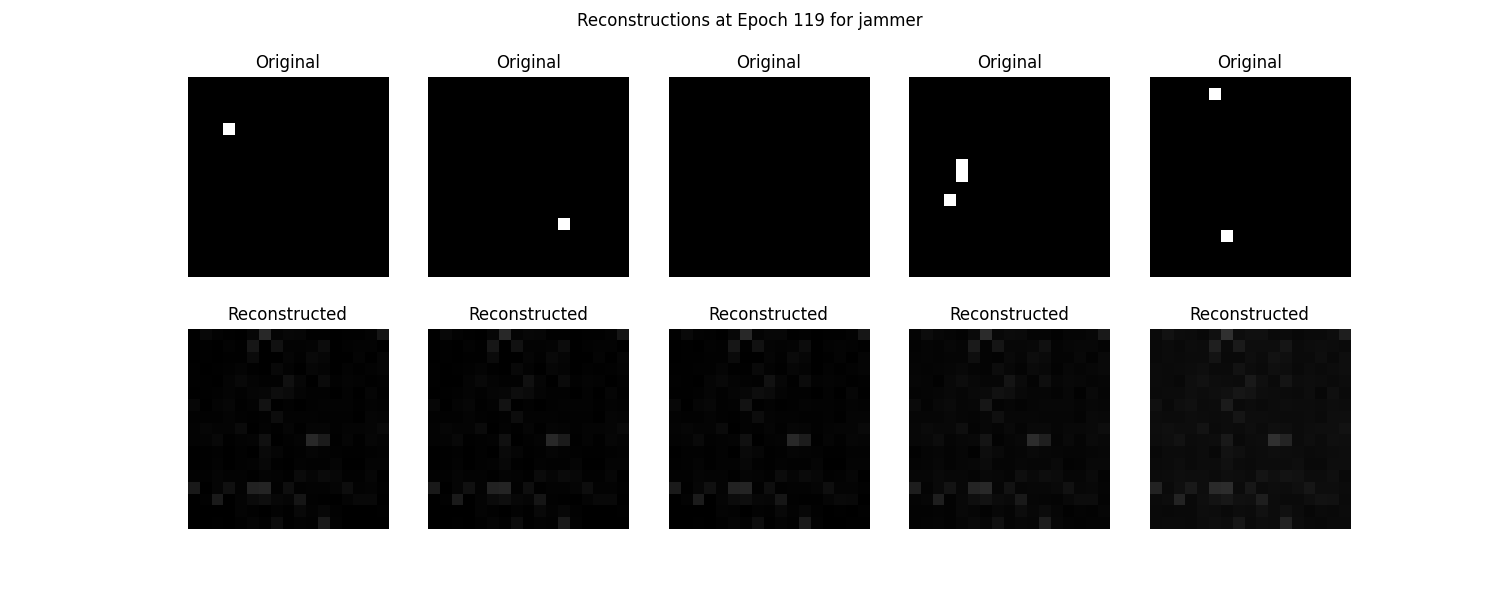 Reconstructions at Epoch 119 for jammer
Original Original Original Original Original
Reconstructed Reconstructed Reconstructed Reconstructed Reconstructed